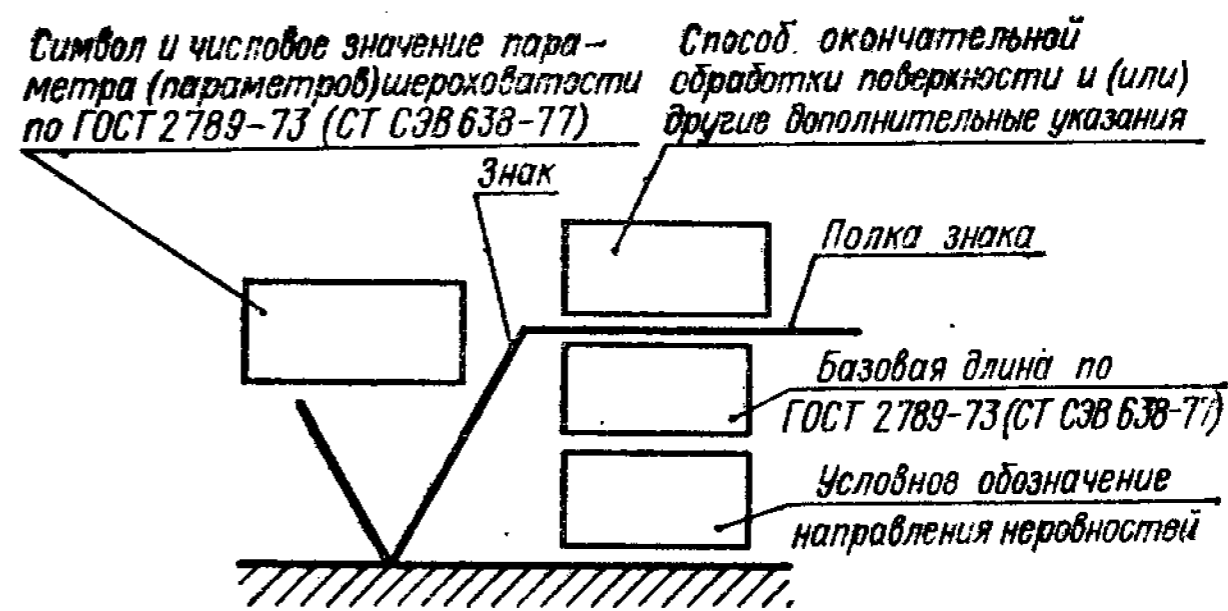 Символ и числовое значение пара-
метра (параметров) шероховатости
по ГОСТ 2789-73 (СТ СЭВ 638-77)
Способ. окончательной
обработки поверхности и (или)
другие дополнительные указания
Знак
Полка знака
Базовая длина по
ГОСТ 2789-73 (СТ СЭВ 638-77)
Условное обозначение
направления неровностей